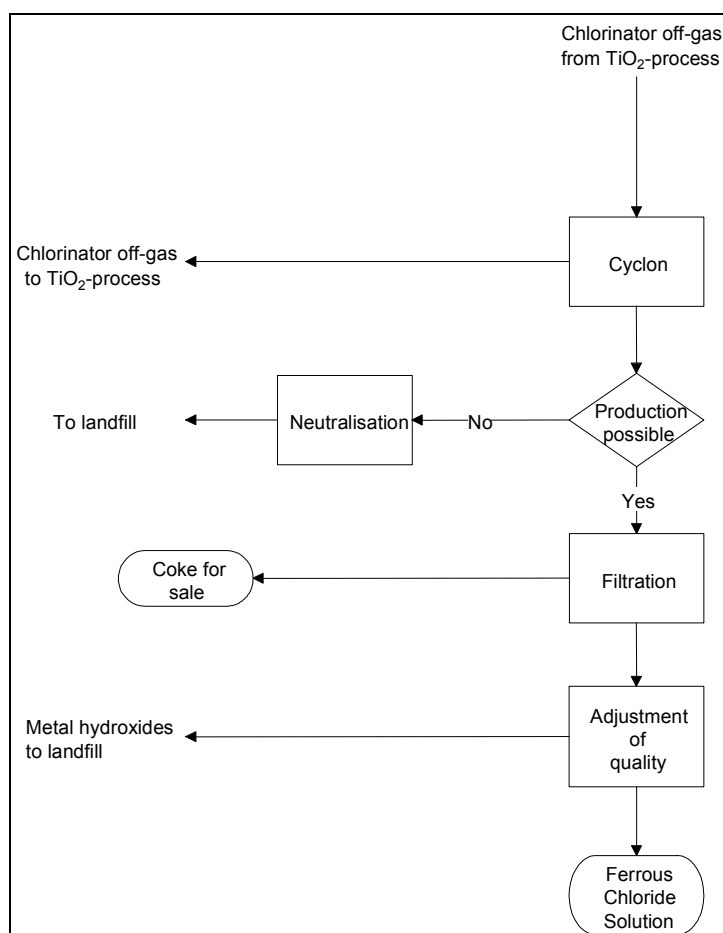 Chlorinator off-gas
from TiO₂-process
Chlorinator off-gas
to TiO₂-process
Cyclon
To landfill
Neutralisation
No
Production
possible
Yes
Coke for
sale
Filtration
Metal hydroxides
to landfill
Adjustment
of
quality
Ferrous
Chloride
Solution